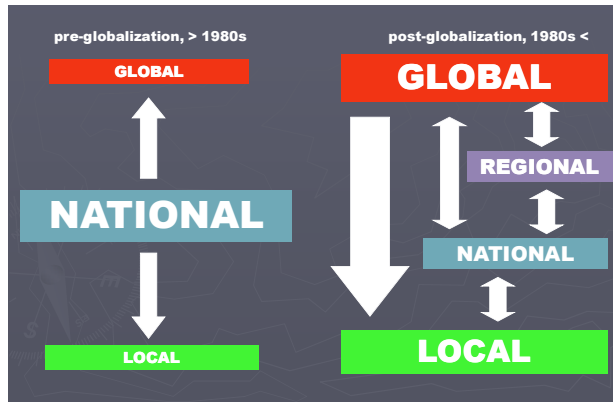 pre-globalization, > 1980s
GLOBAL
NATIONAL
LOCAL
post-globalization, 1980s <
GLOBAL
REGIONAL
NATIONAL
LOCAL
m
S